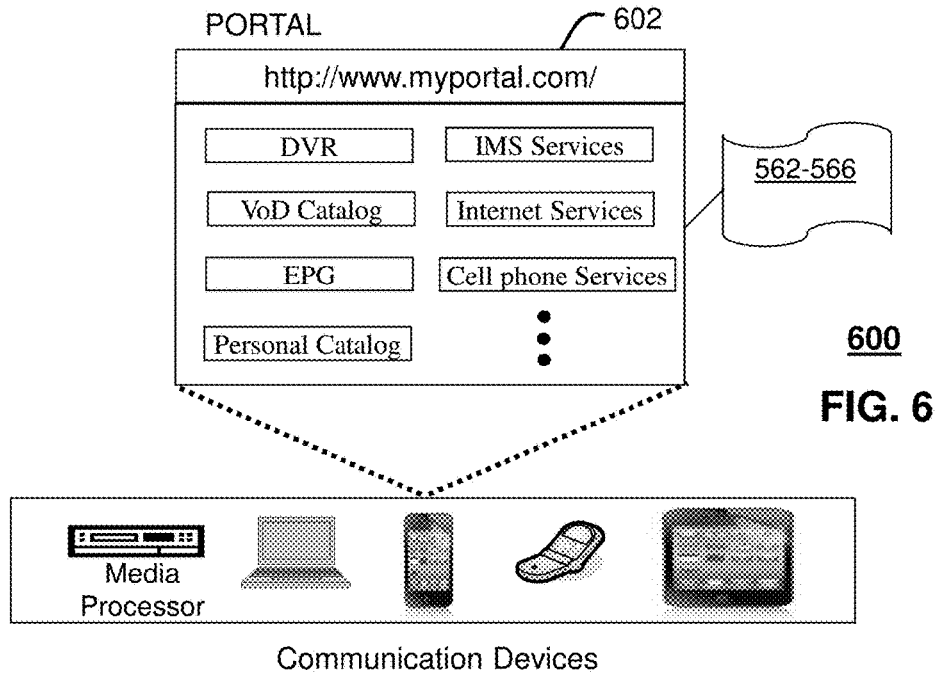 PORTAL
602
http://www.myportal.com/
DVR
IMS Services
VoD Catalog
Internet Services
EPG
Cell phone Services
Personal Catalog
562-566
600
FIG. 6
Media
Processor
Communication Devices